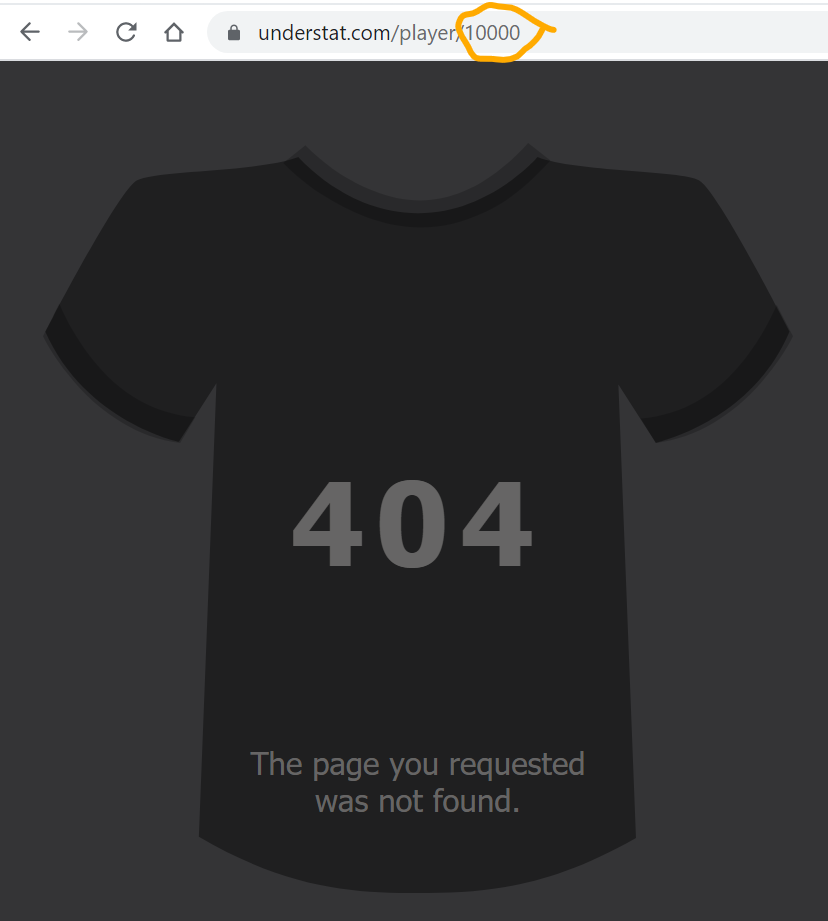 understat.com/player/10000
404
The page you requested
was not found.